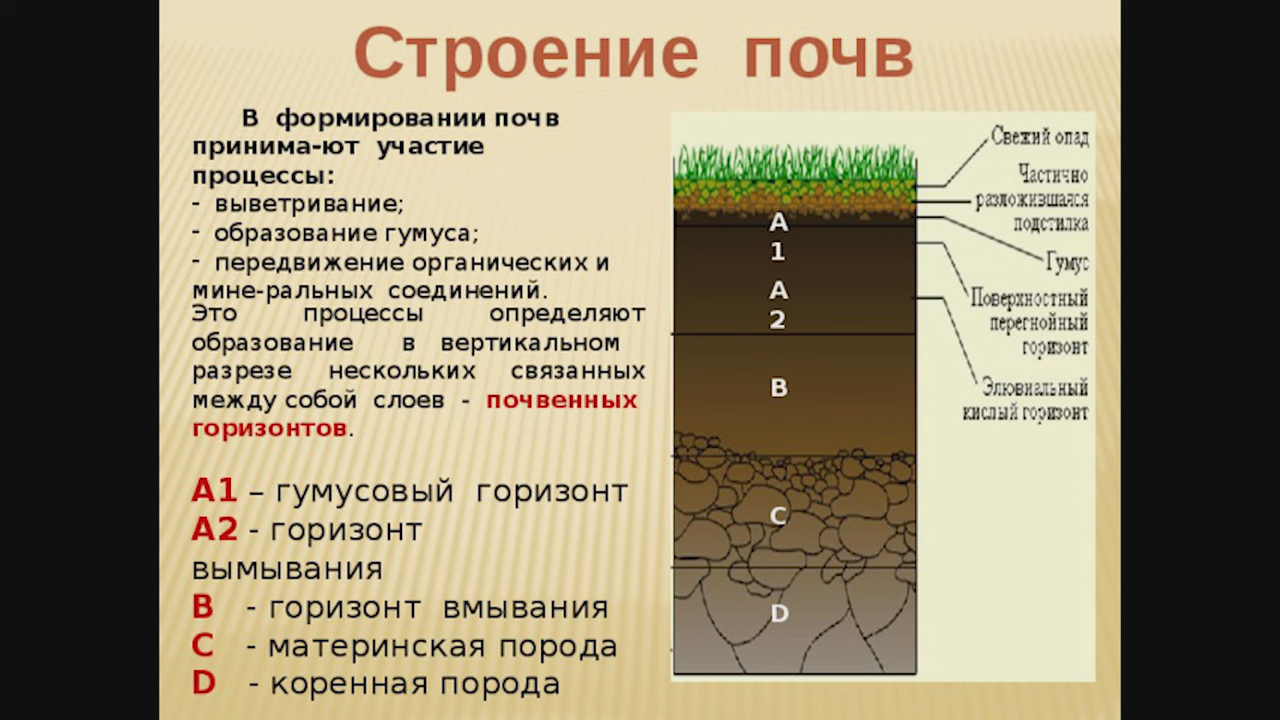 Строение почв
В формировании почв
принима-ют участие
процессы:
- выветривание;
- образование гумуса;
- передвижение органических и
мине-ральных соединений.
Это процессы определяют
образование в вертикальном
разрезе нескольких связанных
между собой слоев - почвенных
горизонтов.
А1 – гумусовый горизонт
А2 - горизонт
вымывания
В - горизонт вмывания
С - материнская порода
D - коренная порода
А
1
А
2
В
С
D
Свежий опад
Частично
разложившаяся
подстилка
Гумус
Поверхностный
перегнойный
горизонт
Элювиальный
кислый горизонт